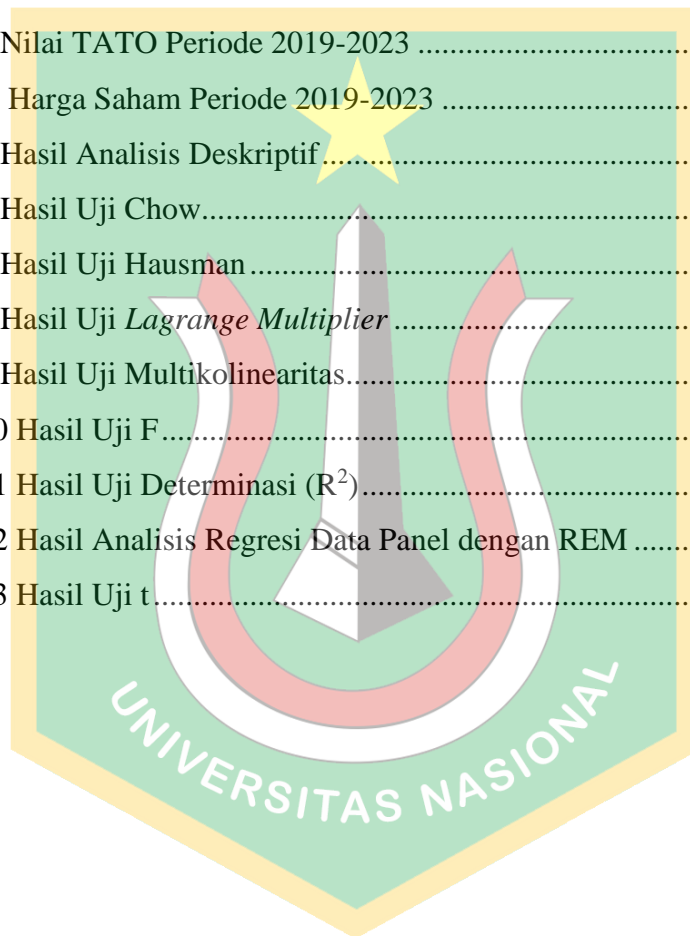 Nilai TATO Periode 2019-2023 ....................................
Harga Saham Periode 2019-2023 .................................
Hasil Analisis Deskriptif.................................................
Hasil Uji Chow................................................................
Hasil Uji Hausman ..........................................................
Hasil Uji Lagrange Multiplier .......................................
Hasil Uji Multikolinearitas.............................................
0 Hasil Uji F.....................................................................
1 Hasil Uji Determinasi (R²)...........................................
2 Hasil Analisis Regresi Data Panel dengan REM .......
3 Hasil Uji t......................................................................
UNIVERSITAS NASIONAL